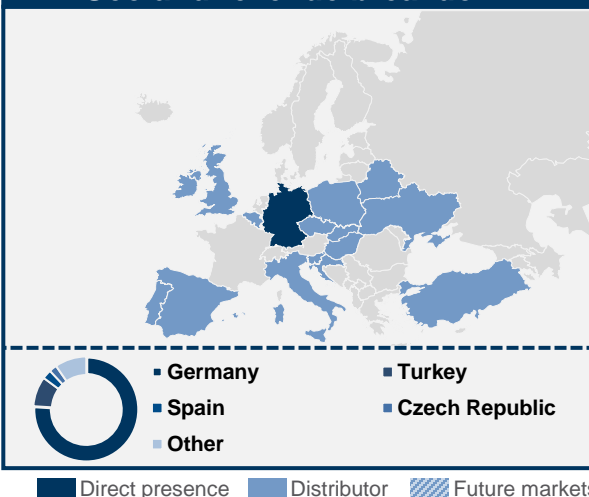 Germany
Turkey
Spain
Czech Republic
Other
Direct presence
Distributor
Future markets